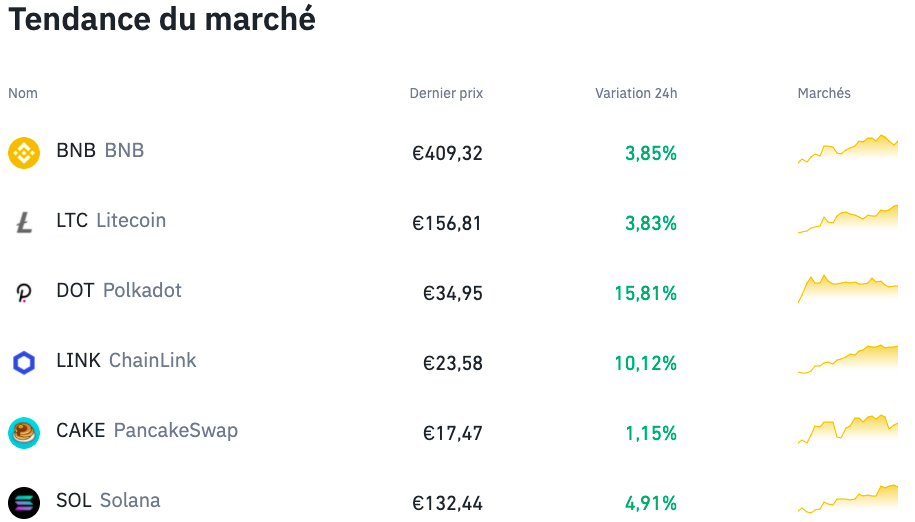 Tendance du marché
Nom Dernier prix Variation 24h Marchés
BNB BNB €409,32 3,85%
LTC Litecoin €156,81 3,83%
DOT Polkadot €34,95 15,81%
LINK ChainLink €23,58 10,12%
CAKE PancakeSwap €17,47 1,15%
SOL Solana €132,44 4,91%